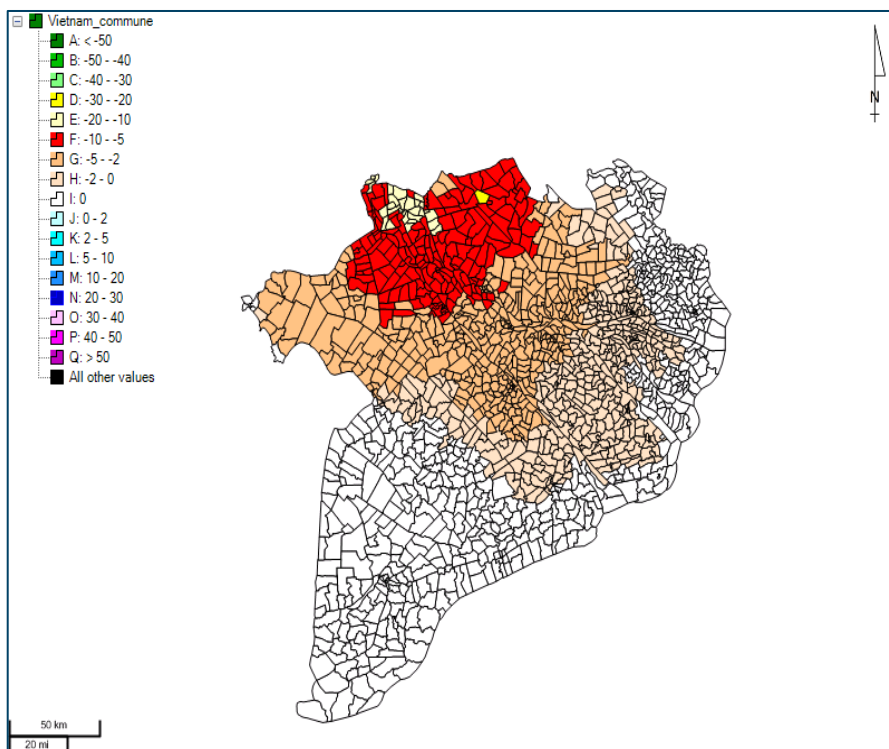 Vietnam_commune
A: < -50
B: -50 - -40
C: -40 - -30
D: -30 - -20
E: -20 - -10
F: -10 - -5
G: -5 - -2
H: -2 - 0
I: 0
J: 0 - 2
K: 2 - 5
L: 5 - 10
M: 10 - 20
N: 20 - 30
O: 30 - 40
P: 40 - 50
Q: > 50
All other values
N
50 km
20 mi